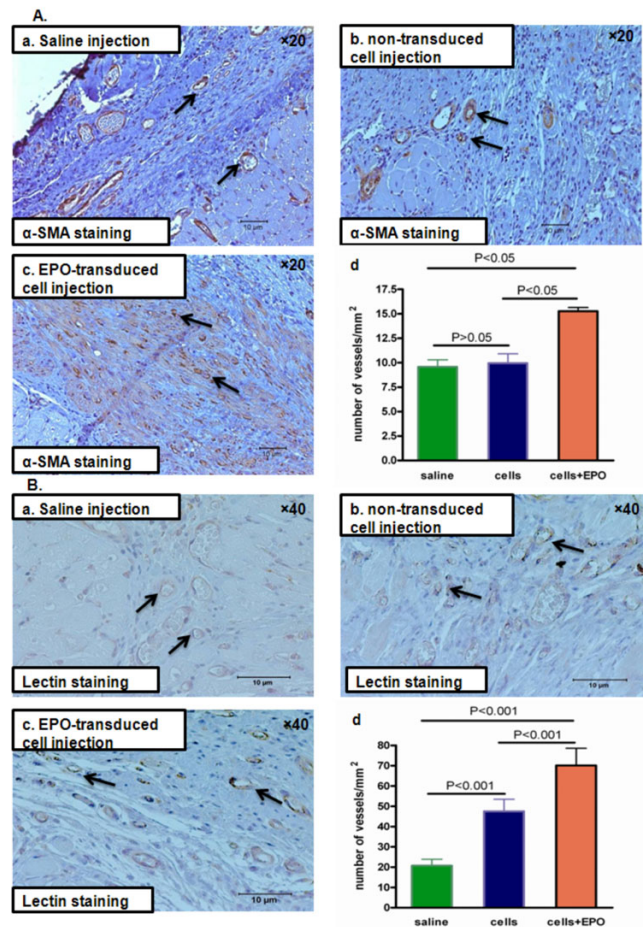 A.
a. Saline injection
×20
α-SMA staining
10 µm
b. non-transduced
cell injection
×20
α-SMA staining
c. EPO-transduced
cell injection
×20
α-SMA staining
10 µm
d
number of vessels/mm²
17.5
15.0
12.5
10.0
7.5
5.0
2.5
0.0
P<0.05
P<0.05
P>0.05
saline
cells
cells+EPO
B.
a. Saline injection
×40
Lectin staining
10 µm
b. non-transduced
cell injection
×40
Lectin staining
10 µm
c. EPO-transduced
cell injection
×40
Lectin staining
10 µm
d
number of vessels/mm²
80
70
60
50
40
30
20
10
0
P<0.001
P<0.001
P<0.001
saline
cells
cells+EPO